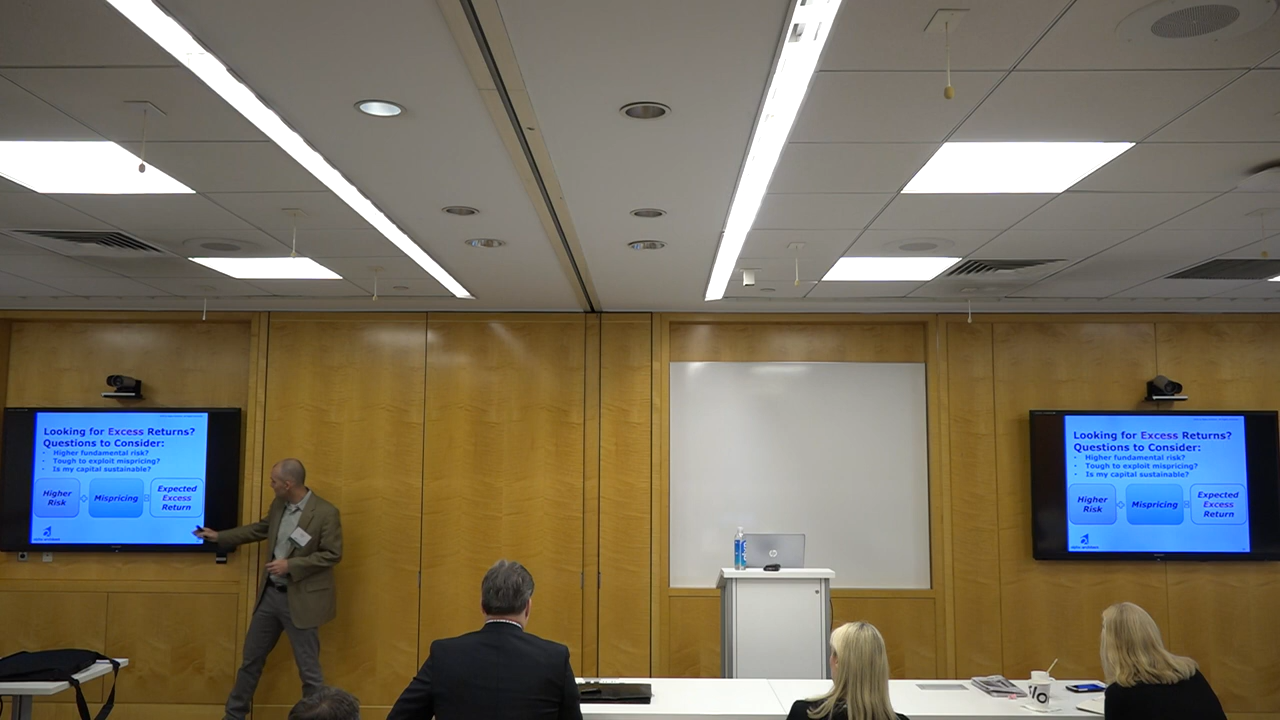 Looking for Excess Returns?
Questions to Consider:
• Higher fundamental risk?
• Tough to exploit mispricing?
• Is my capital sustainable?
Higher
Risk
Mispricing
Expected
Excess
Return
hp
Looking for Excess Returns?
Questions to Consider:
• Higher fundamental risk?
• Tough to exploit mispricing?
• Is my capital sustainable?
Higher
Risk
Mispricing
Expected
Excess
Return